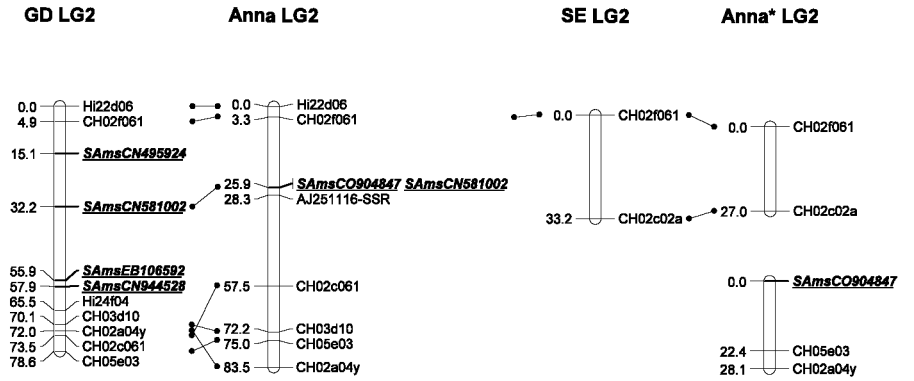 GD LG2 Anna LG2 SE LG2 Anna* LG2
0.0 Hi22d06
4.9 CH02f061
15.1 SAmsCN495924
32.2 SAmsCN581002
55.9 SAmsEB106592
57.9 SAmsCN944528
65.5 Hi24f04
70.1 CH03d10
72.0 CH02a04y
73.5 CH02c061
78.6 CH05e03
0.0 Hi22d06
3.3 CH02f061
25.9 SAmsCO904847 SAmsCN581002
28.3 AJ251116-SSR
57.5 CH02c061
72.2 CH03d10
75.0 CH05e03
83.5 CH02a04y
0.0 CH02f061
33.2 CH02c02a
0.0 CH02f061
27.0 CH02c02a
0.0 SAmsCO904847
22.4 CH05e03
28.1 CH02a04y